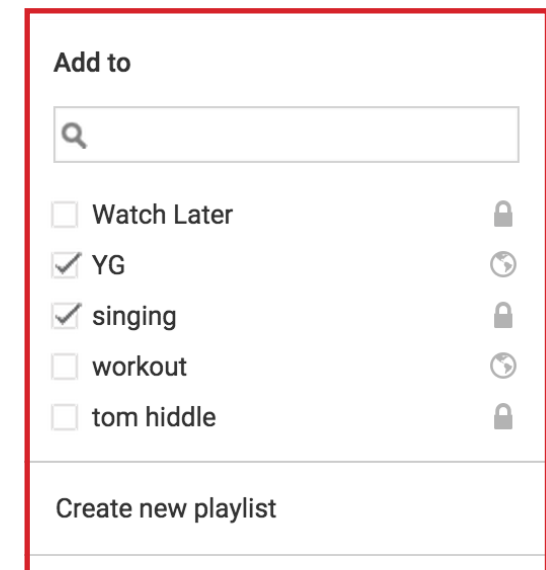 Add to
Watch Later
YG
singing
workout
tom hiddle
Create new playlist